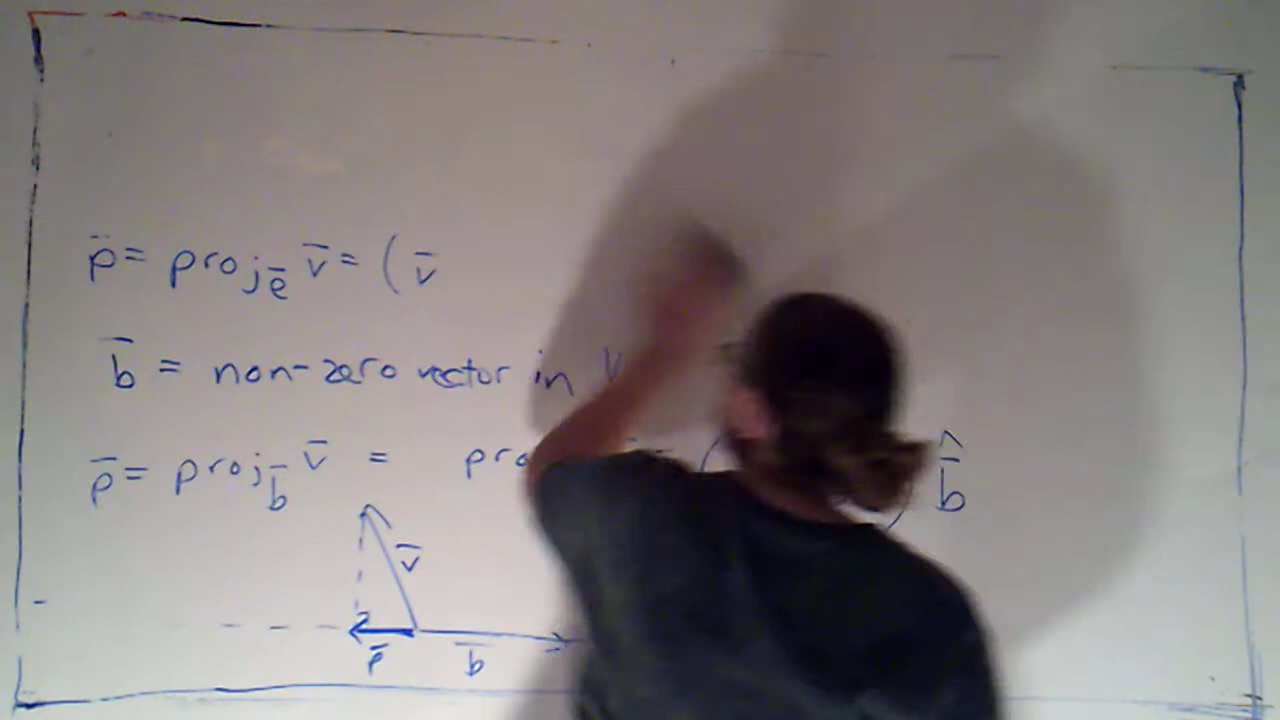 p̄ = proj_ē v̄ = ( v̄
b̄ = non-zero vector in V
p̄ = proj_b̄ v̄ = pro ( ) b̄^
v̄
p̄ b̄